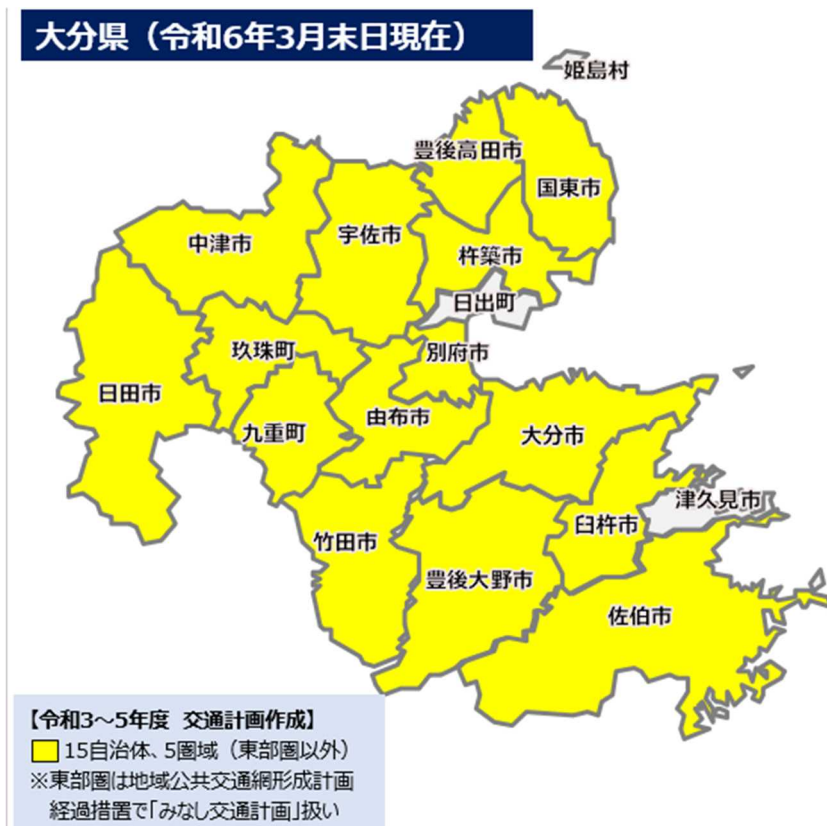 大分県（令和6年3月末日現在）
姫島村
豊後高田市
国東市
中津市
宇佐市
杵築市
日出町
玖珠町
別府市
日田市
九重町
由布市
大分市
津久見市
臼杵市
竹田市
豊後大野市
佐伯市
【令和3～5年度 交通計画作成】
15自治体、5圏域（東部圏以外）
※東部圏は地域公共交通網形成計画
経過措置で「みなし交通計画」扱い